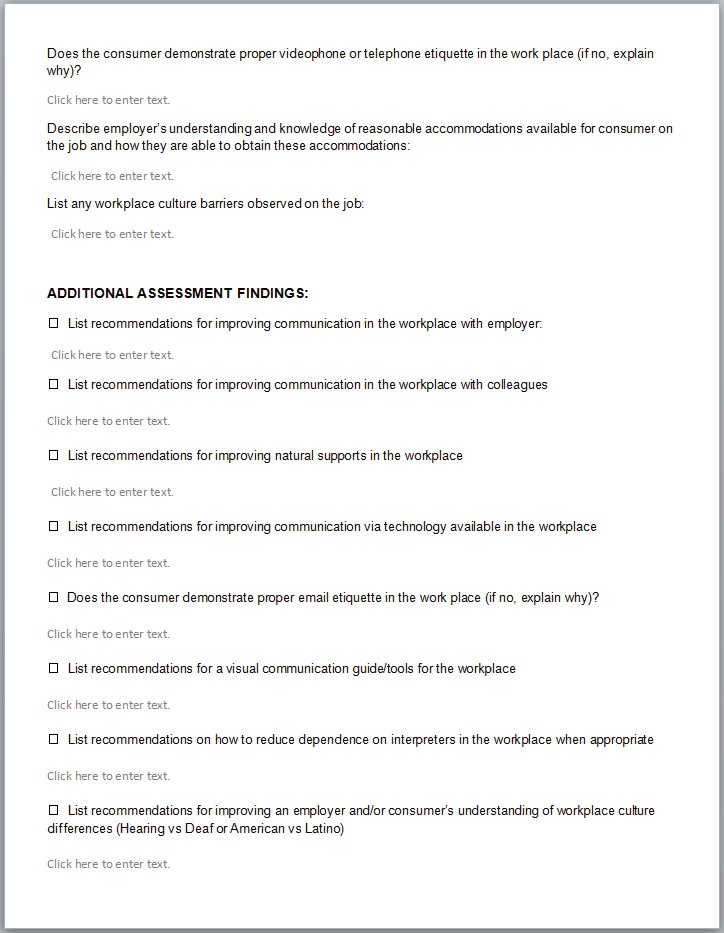 Does the consumer demonstrate proper videophone or telephone etiquette in the work place (if no, explain
why)?
Click here to enter text.
Describe employer's understanding and knowledge of reasonable accommodations available for consumer on
the job and how they are able to obtain these accommodations:
Click here to enter text.
List any workplace culture barriers observed on the job:
Click here to enter text.
ADDITIONAL ASSESSMENT FINDINGS:
☐ List recommendations for improving communication in the workplace with employer:
Click here to enter text.
☐ List recommendations for improving communication in the workplace with colleagues
Click here to enter text.
☐ List recommendations for improving natural supports in the workplace
Click here to enter text.
☐ List recommendations for improving communication via technology available in the workplace
Click here to enter text.
☐ Does the consumer demonstrate proper email etiquette in the work place (if no, explain why)?
Click here to enter text.
☐ List recommendations for a visual communication guide/tools for the workplace
Click here to enter text.
☐ List recommendations on how to reduce dependence on interpreters in the workplace when appropriate
Click here to enter text.
☐ List recommendations for improving an employer and/or consumer's understanding of workplace culture
differences (Hearing vs Deaf or American vs Latino)
Click here to enter text.